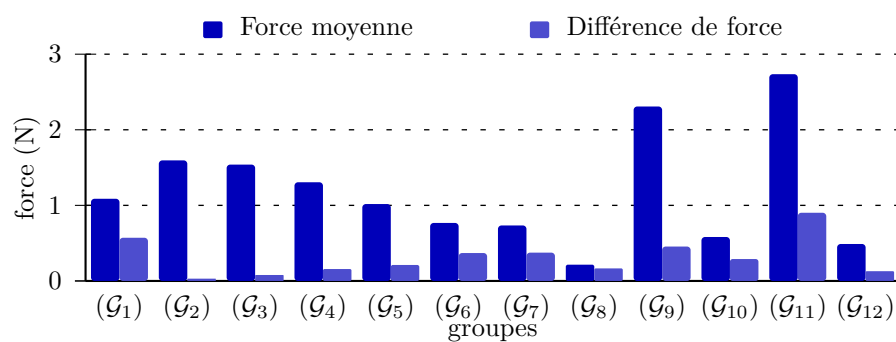 Force moyenne Différence de force
3
2
1
0
force (N)
(𝒢₁) (𝒢₂) (𝒢₃) (𝒢₄) (𝒢₅) (𝒢₆) (𝒢₇) (𝒢₈) (𝒢₉) (𝒢₁₀) (𝒢₁₁) (𝒢₁₂)
groupes